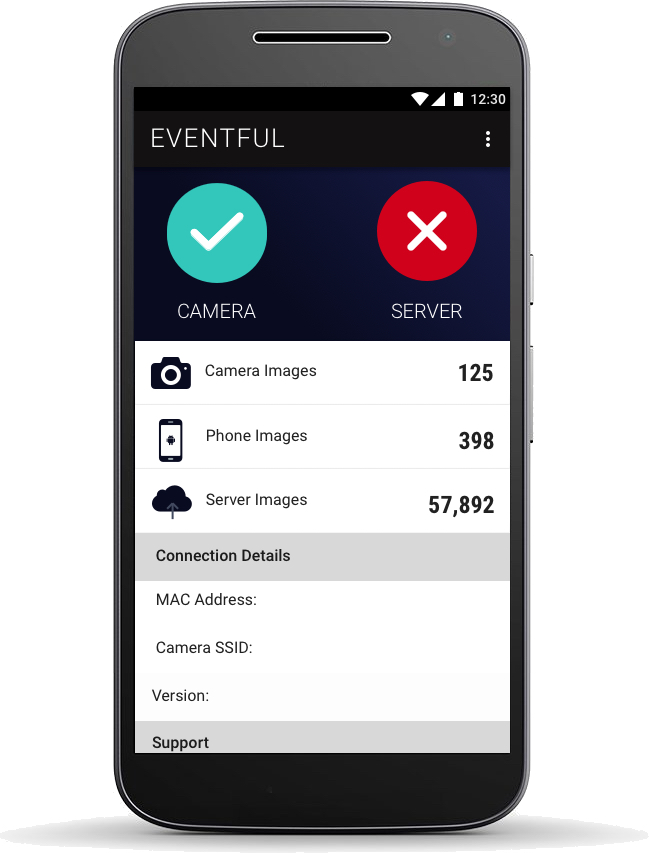 12:30
EVENTFUL
CAMERA SERVER
Camera Images 125
Phone Images 398
Server Images 57,892
Connection Details
MAC Address:
Camera SSID:
Version:
Support